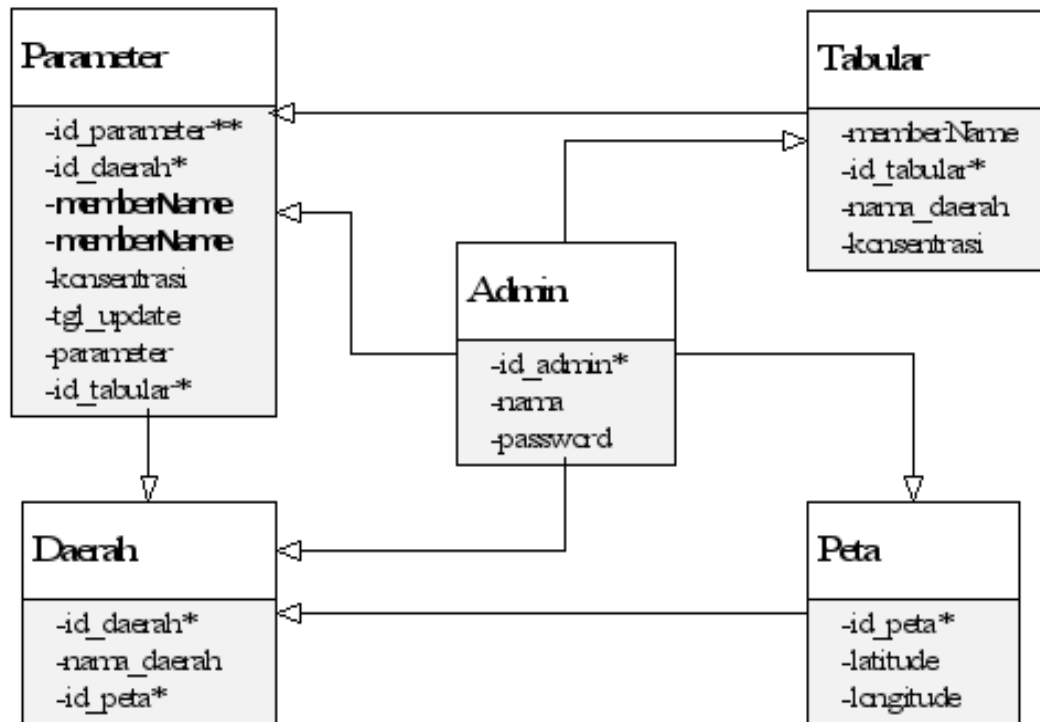 Parameter
-id_parameter**
-id_daerah*
-memberName
-memberName
-konsentrasi
-tgl_update
-parameter
-id_tabular*
Tabular
-memberName
-id_tabular*
-nama_daerah
-konsentrasi
Admin
-id_admin*
-nama
-password
Daerah
-id_daerah*
-nama_daerah
-id_peta*
Peta
-id_peta*
-latitude
-longitude